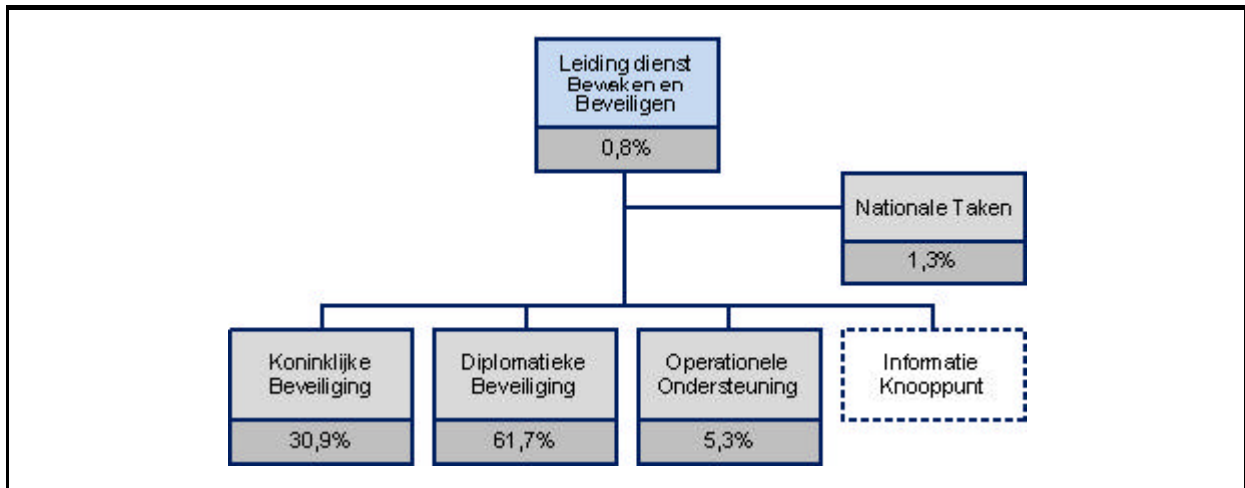 Leiding dienst
Bewaken en
Beveiligen
0,8%
Nationale Taken
1,3%
Koninklijke
Beveiliging
30,9%
Diplomatieke
Beveiliging
61,7%
Operationele
Ondersteuning
5,3%
Informatie
Knooppunt